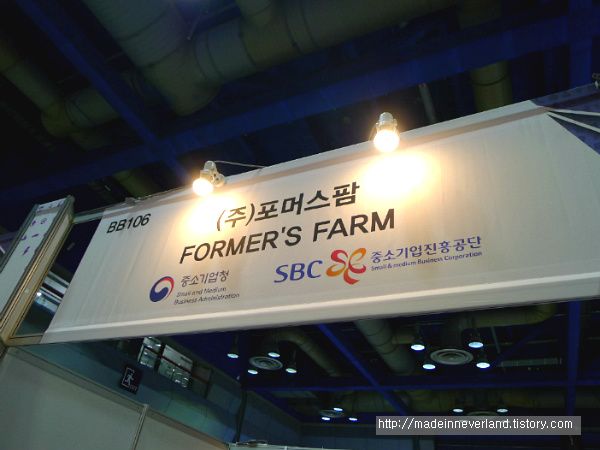 BB106
(주)포머스팜
FORMER'S FARM
중소기업청
Small and Medium
Business Administration
SBC 중소기업진흥공단
Small & medium Business Corporation
http://madeinneverland.tistory.com